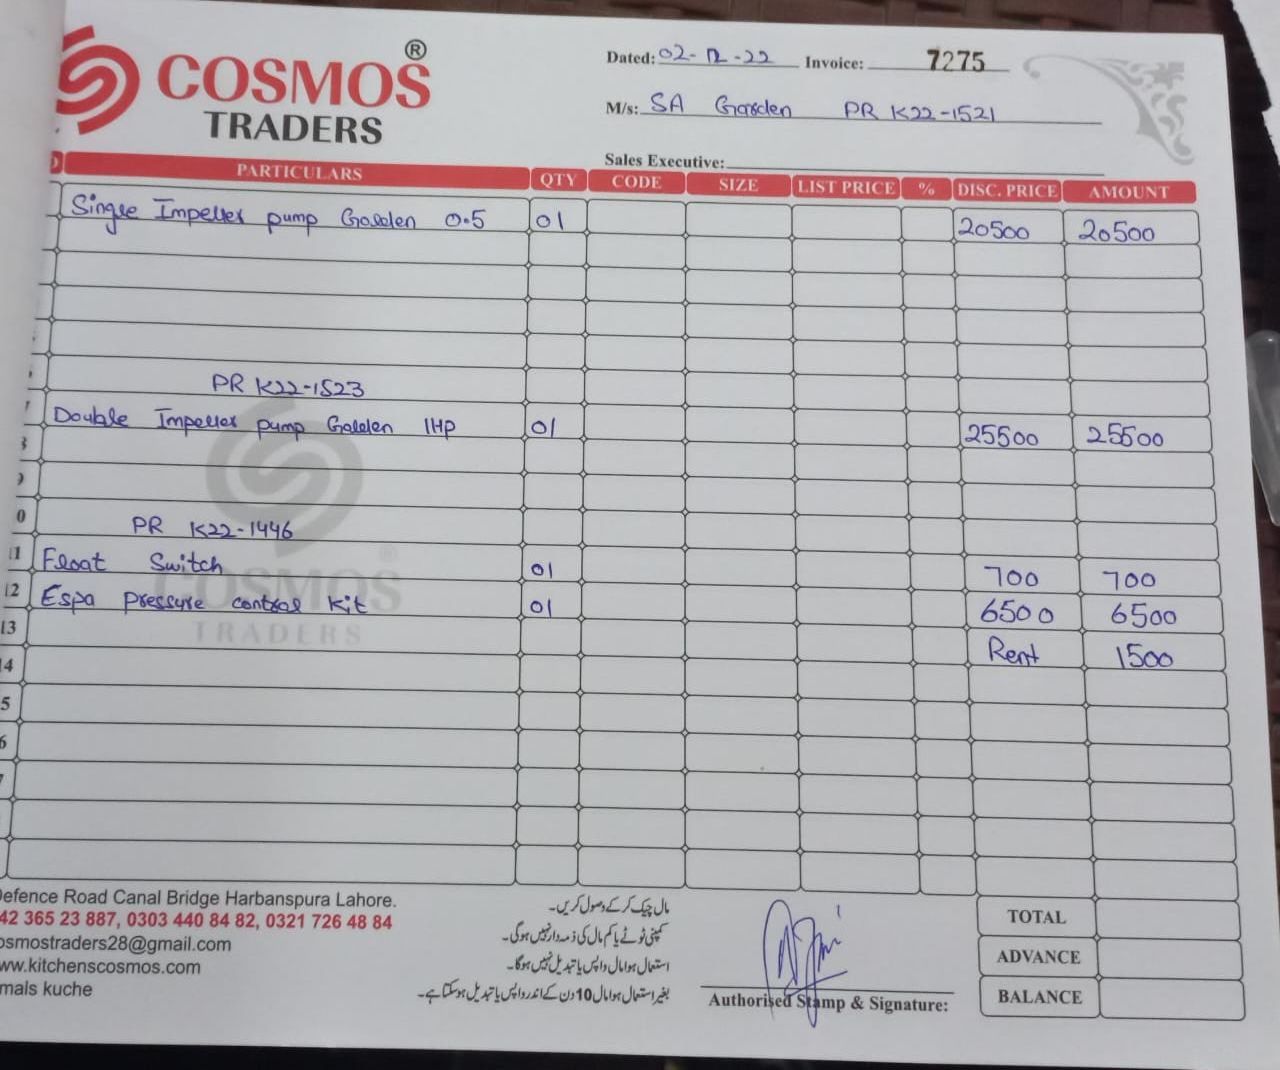 COSMOS ®
TRADERS
Dated: 02-12-22 Invoice: 7275
M/s: SA Garden PR K22-1521
Sales Executive:
PARTICULARS QTY CODE SIZE LIST PRICE % DISC. PRICE AMOUNT
Single Impeller pump Golden 0.5 01 20500 20500
PR K22-1523
Double Impeller pump Golden 1HP 01 25500 25500
8
9
0
PR K22-1446
11 Float Switch 01 700 700
12 Espa Pressure control Kit 01 6500 6500
13 Rent 1500
4
5
6
COSMOS ®
TRADERS
Defence Road Canal Bridge Harbanspura Lahore.
42 365 23 887, 0303 440 84 82, 0321 726 48 84
osmostraders28@gmail.com
ww.kitchenscosmos.com
mals kuche
مال چیک کر کے وصول کریں۔
کمپنی ٹوٹے یا کم مال کی ذمہ دار نہیں ہوگی۔
استعمال ہوا مال واپس یا تبدیل نہیں ہوگا۔
بغیر استعمال ہوا مال 10 دن کے اندر واپس یا تبدیل ہو سکتا ہے۔
Authorised Stamp & Signature:
TOTAL
ADVANCE
BALANCE